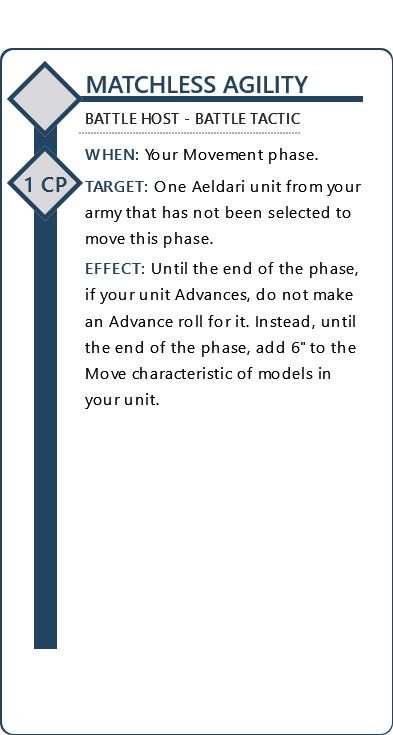 MATCHLESS AGILITY
BATTLE HOST - BATTLE TACTIC
WHEN: Your Movement phase.
1 CP
TARGET: One Aeldari unit from your
army that has not been selected to
move this phase.
EFFECT: Until the end of the phase,
if your unit Advances, do not make
an Advance roll for it. Instead, until
the end of the phase, add 6" to the
Move characteristic of models in
your unit.